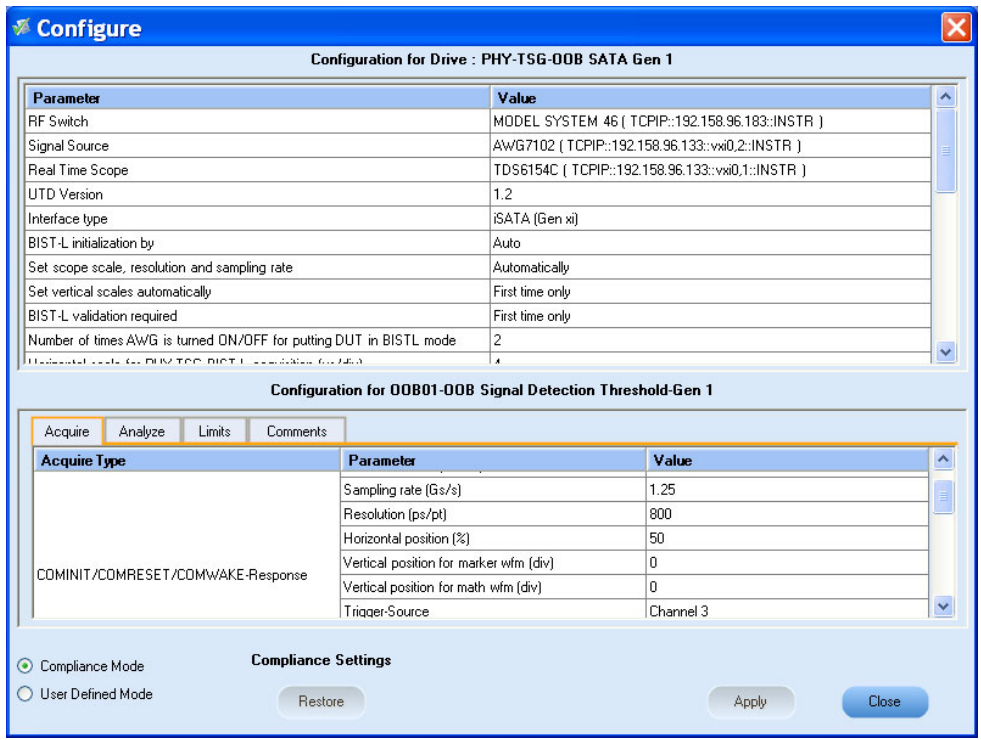 Configure
Configuration for Drive : PHY-TSG-OOB SATA Gen 1
Parameter Value
RF Switch MODEL SYSTEM 46 ( TCPIP::192.158.96.183::INSTR )
Signal Source AWG7102 ( TCPIP::192.158.96.133::vxi0,2::INSTR )
Real Time Scope TDS6154C ( TCPIP::192.158.96.133::vxi0,1::INSTR )
UTD Version 1.2
Interface type iSATA (Gen xi)
BIST-L initialization by Auto
Set scope scale, resolution and sampling rate Automatically
Set vertical scales automatically First time only
BIST-L validation required First time only
Number of times AWG is turned ON/OFF for putting DUT in BISTL mode 2
Configuration for OOB01-OOB Signal Detection Threshold-Gen 1
Acquire Analyze Limits Comments
Acquire Type Parameter Value
Sampling rate (Gs/s) 1.25
Resolution (ps/pt) 800
Horizontal position (%) 50
Vertical position for marker wfm (div) 0
COMINIT/COMRESET/COMWAKE-Response
Vertical position for math wfm (div) 0
Trigger-Source Channel 3
Compliance Mode Compliance Settings
User Defined Mode Restore Apply Close